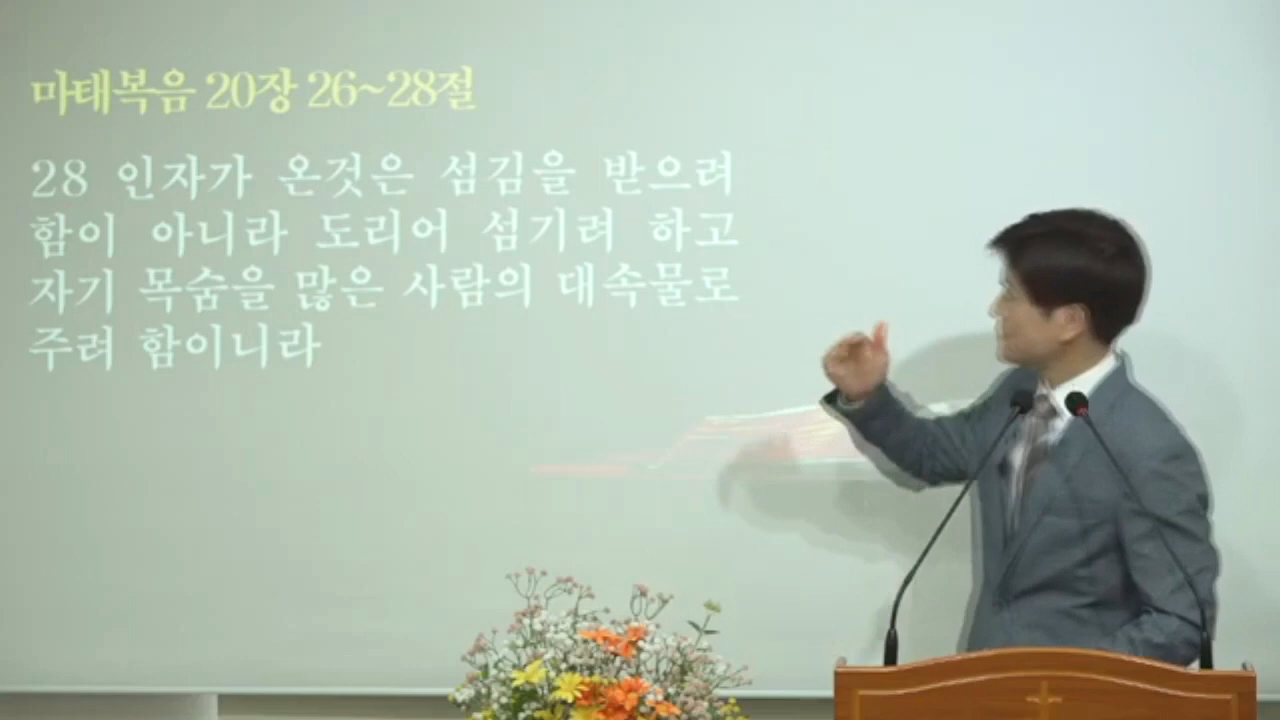 마태복음 20장 26~28절
28 인자가 온것은 섬김을 받으려
함이 아니라 도리어 섬기려 하고
자기 목숨을 많은 사람의 대속물로
주려 함이니라